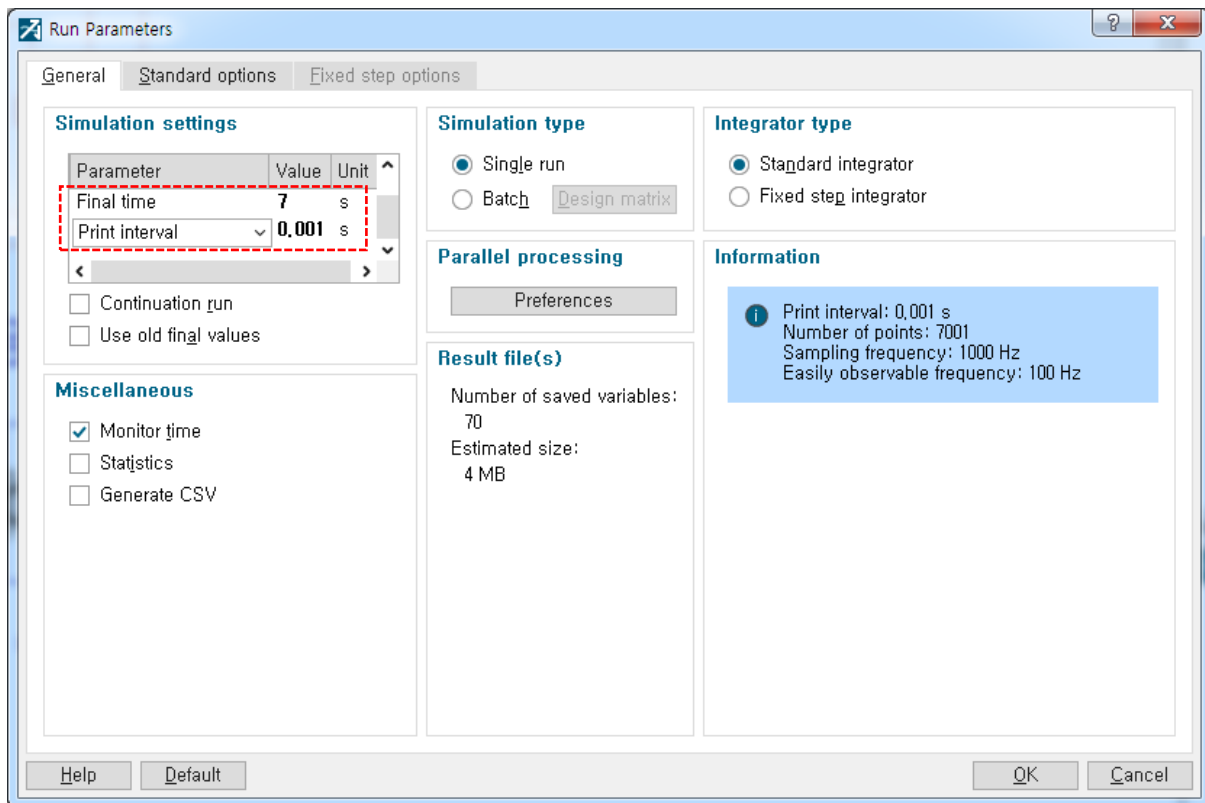 Run Parameters
General
Standard options
Fixed step options
Simulation settings
Parameter Value Unit
Final time 7 s
Print interval 0.001 s
Continuation run
Use old final values
Miscellaneous
Monitor time
Statistics
Generate CSV
Simulation type
Single run
Batch Design matrix
Parallel processing
Preferences
Result file(s)
Number of saved variables:
70
Estimated size:
4 MB
Integrator type
Standard integrator
Fixed step integrator
Information
Print interval: 0.001 s
Number of points: 7001
Sampling frequency: 1000 Hz
Easily observable frequency: 100 Hz
Help
Default
OK
Cancel